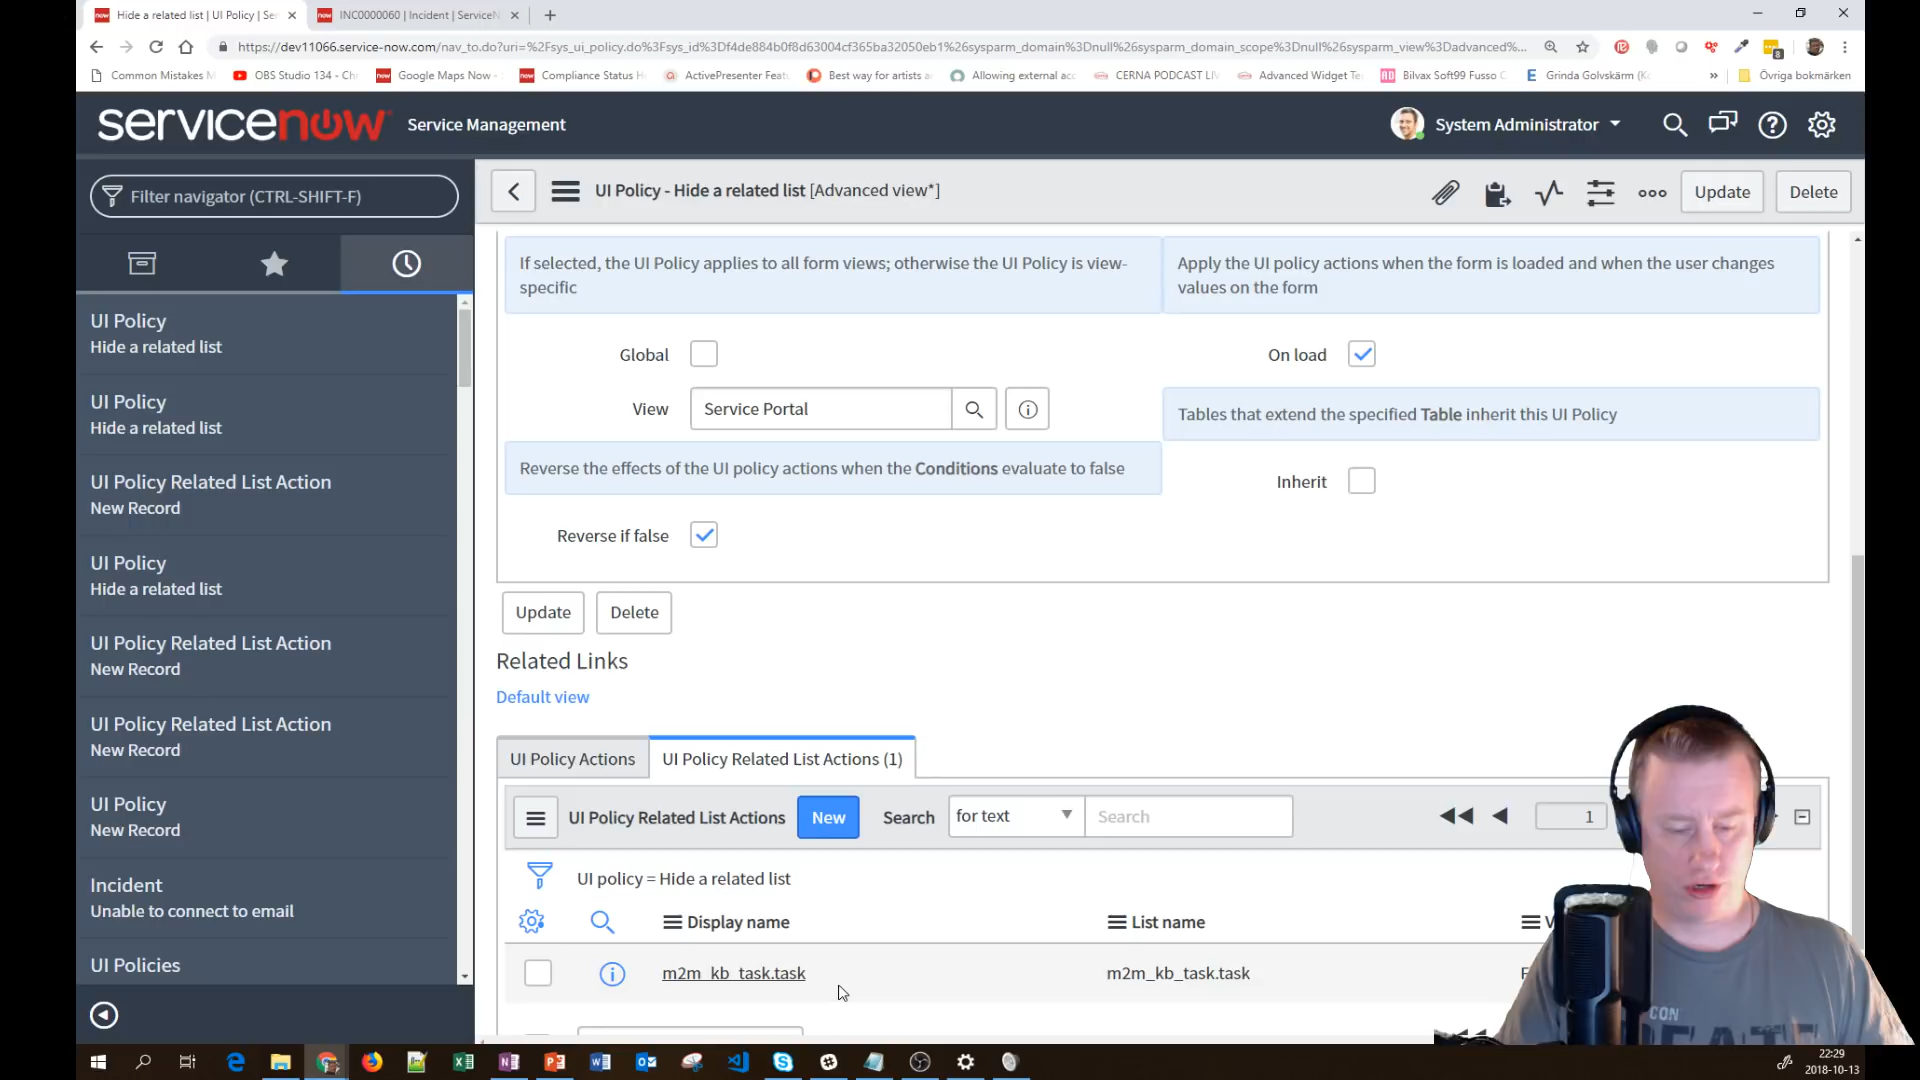 Hide a related list | UI Policy | Ser
INC0000060 | Incident | ServiceN
https://dev11066.service-now.com/nav_to.do?uri=%2Fsys_ui_policy.do%3Fsys_id%3Df4de884b0f8d63004cf365ba32050eb1%26sysparm_domain%3Dnull%26sysparm_domain_scope%3Dnull%26sysparm_view%3Dadvanced%...
Common Mistakes M
OBS Studio 134 - Ch
Google Maps Now -
Compliance Status H
ActivePresenter Feat
Best way for artists a
Allowing external acc
CERNA PODCAST LIV
Advanced Widget Te
Bilvax Soft99 Fusso C
Grinda Golvskärm (K
»
Övriga bokmärken
servicenow
Service Management
System Administrator
Filter navigator (CTRL-SHIFT-F)
UI Policy - Hide a related list [Advanced view*]
Update
Delete
UI Policy
Hide a related list
UI Policy
Hide a related list
UI Policy Related List Action
New Record
UI Policy
Hide a related list
UI Policy Related List Action
New Record
UI Policy Related List Action
New Record
UI Policy
New Record
Incident
Unable to connect to email
UI Policies
If selected, the UI Policy applies to all form views; otherwise the UI Policy is view-
specific
Apply the UI policy actions when the form is loaded and when the user changes
values on the form
Global
On load
View
Service Portal
Tables that extend the specified Table inherit this UI Policy
Reverse the effects of the UI policy actions when the Conditions evaluate to false
Inherit
Reverse if false
Update
Delete
Related Links
Default view
UI Policy Actions
UI Policy Related List Actions (1)
UI Policy Related List Actions
New
Search
for text
Search
1
UI policy = Hide a related list
Display name
List name
V
m2m_kb_task.task
m2m_kb_task.task
F
CON
22:29
2018-10-13